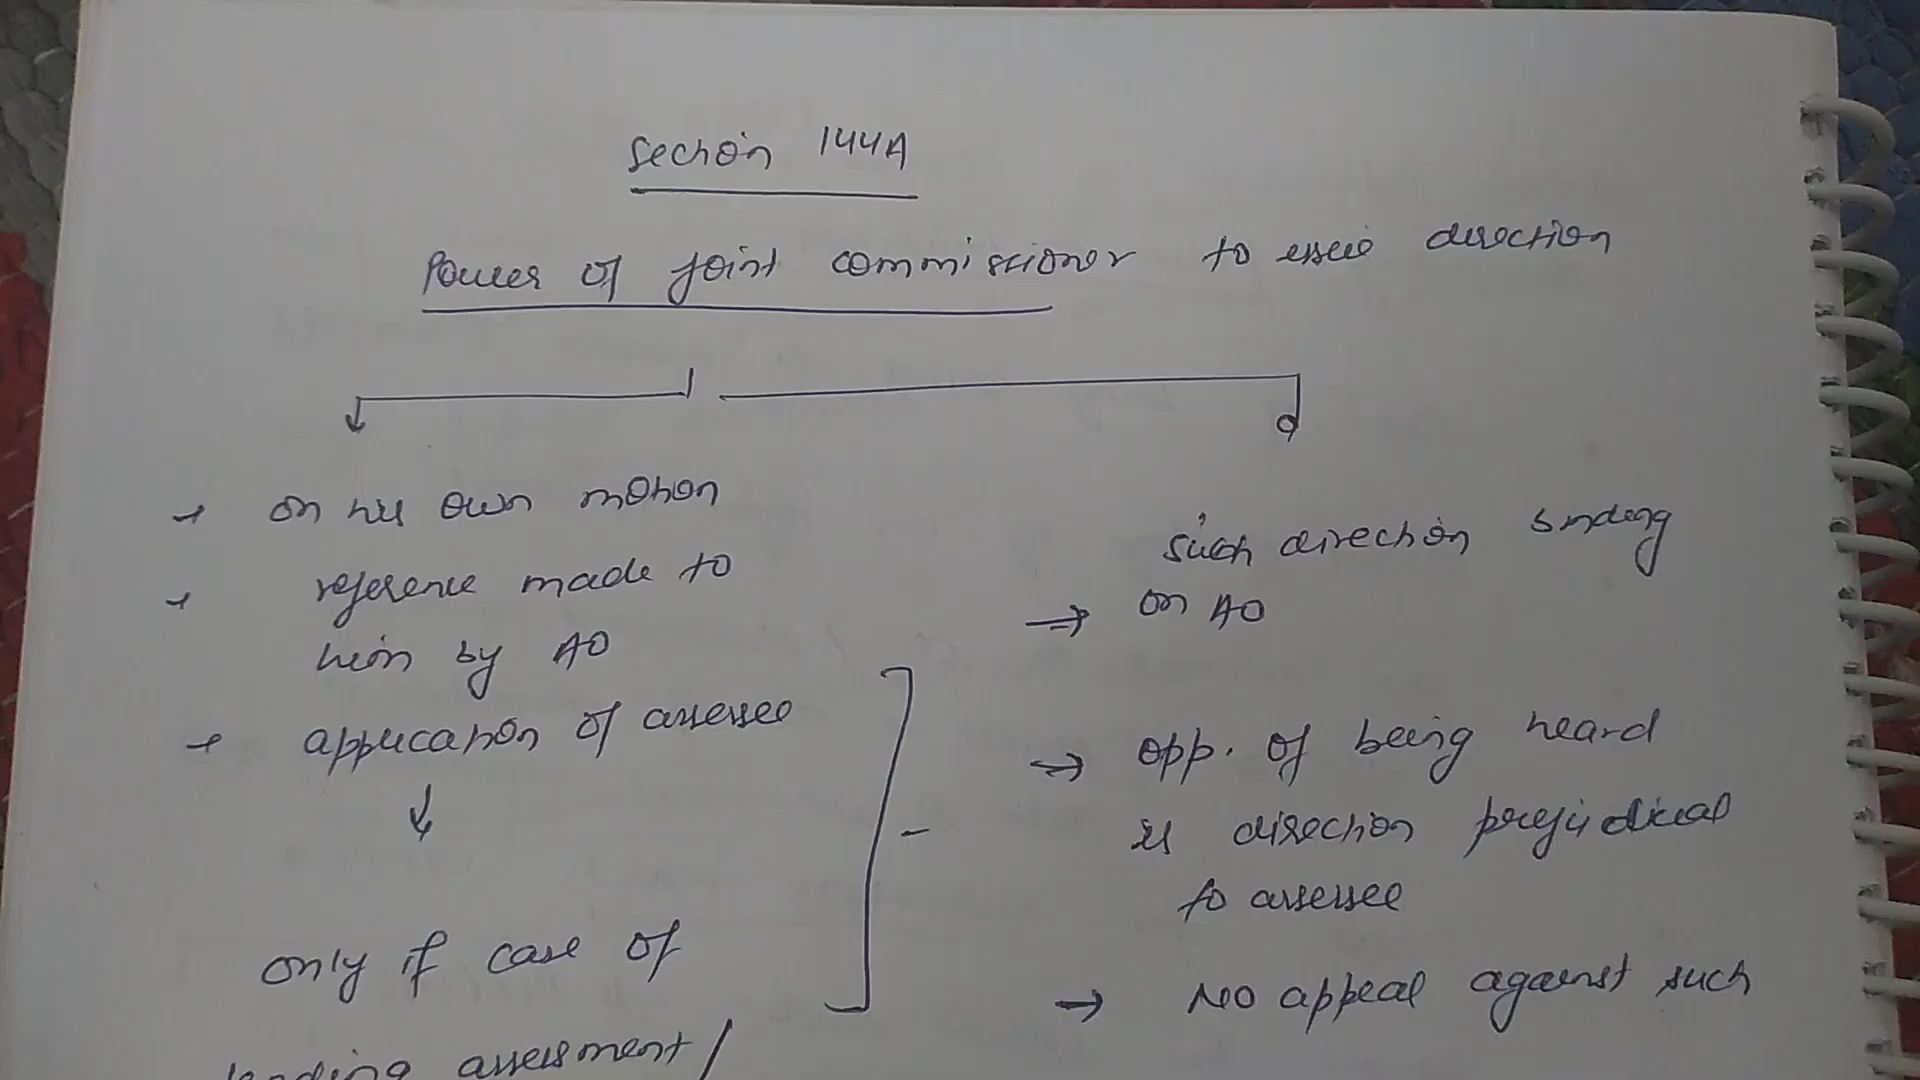 Section 144A
Power of Joint commissioner to issue direction
on his own motion
reference made to
him by AO
application of assessee
only if case of
pending assessment/
such direction binding
on AO
opp. of being heard
is direction prejudical
to assessee
No appeal against such